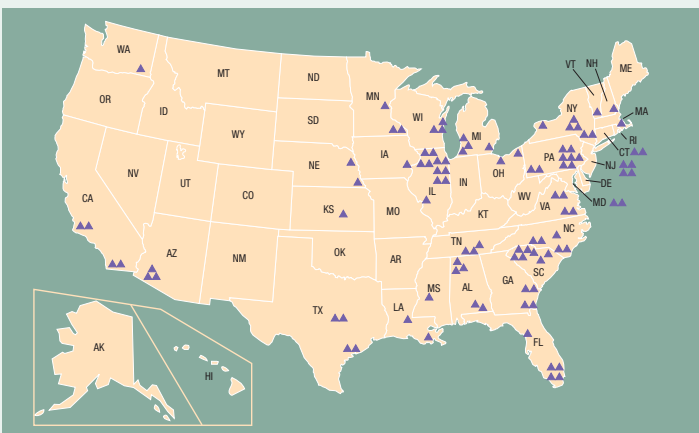 WA
MT
ND
MN
VT
NH
ME
OR
ID
SD
WI
NY
MA
WY
MI
RI
NE
IA
PA
CT
NV
UT
CO
IL
IN
OH
NJ
DE
CA
KS
MO
WV
VA
MD
KT
AZ
NM
OK
AR
TN
NC
SC
MS
AL
GA
TX
LA
FL
AK
HI